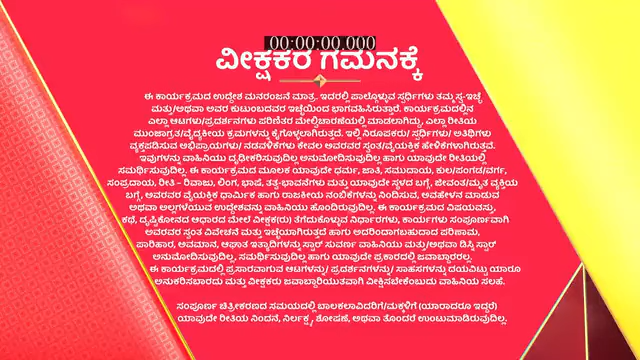 00:00:00.000
ವೀಕ್ಷಕರ ಗಮನಕ್ಕೆ
ಈ ಕಾರ್ಯಕ್ರಮದ ಉದ್ದೇಶ ಮನರಂಜನೆ ಮಾತ್ರ. ಇದರಲ್ಲಿ ಪಾಲ್ಗೊಳ್ಳುವ ಸ್ಪರ್ಧಿಗಳು ತಮ್ಮ ಸ್ವ-ಇಚ್ಛೆ
ಮತ್ತು/ಅಥವಾ ಅವರ ಕುಟುಂಬದವರ ಇಚ್ಛೆಯಿಂದ ಭಾಗವಹಿಸಿರುತ್ತಾರೆ. ಕಾರ್ಯಕ್ರಮದಲ್ಲಿನ
ಎಲ್ಲಾ ಆಟಗಳು/ಪ್ರದರ್ಶನಗಳು ಪರಿಣಿತರ ಮೇಲ್ವಿಚಾರಣೆಯಲ್ಲಿ ಮಾಡಲಾಗಿದ್ದು, ಎಲ್ಲಾ ರೀತಿಯ
ಮುಂಜಾಗ್ರತ/ವೈದ್ಯಕೀಯ ಕ್ರಮಗಳನ್ನು ಕೈಗೊಳ್ಳಲಾಗಿರುತ್ತದೆ. ಇಲ್ಲಿ ನಿರೂಪಕರು/ ಸ್ಪರ್ಧಿಗಳು/ ಅತಿಥಿಗಳು
ವ್ಯಕ್ತಪಡಿಸುವ ಅಭಿಪ್ರಾಯಗಳು/ ನಡವಳಿಕೆಗಳು ಕೇವಲ ಅವರವರ ಸ್ವಂತ/ವೈಯಕ್ತಿಕ ಹೇಳಿಕೆಗಳಾಗಿರುತ್ತವೆ.
ಇವುಗಳನ್ನು ವಾಹಿನಿಯು ದೃಢೀಕರಿಸುವುದಿಲ್ಲ ಅನುಮೋದಿಸುವುದಿಲ್ಲ ಹಾಗು ಯಾವುದೇ ರೀತಿಯಲ್ಲಿ
ಸಮರ್ಥಿಸುವುದಿಲ್ಲ. ಈ ಕಾರ್ಯಕ್ರಮದ ಮೂಲಕ ಯಾವುದೇ ಧರ್ಮ, ಜಾತಿ, ಸಮುದಾಯ, ಕುಲ/ಪಂಗಡ/ವರ್ಗ,
ಸಂಪ್ರದಾಯ, ರೀತಿ – ರಿವಾಜು, ಲಿಂಗ, ಭಾಷೆ, ತತ್ವ-ಭಾವನೆಗಳು ಮತ್ತು ಯಾವುದೇ ಸ್ಥಳದ ಬಗ್ಗೆ, ಜೀವಂತ/ಮೃತ ವ್ಯಕ್ತಿಯ
ಬಗ್ಗೆ, ಅವರವರ ವೈಯಕ್ತಿಕ ಧಾರ್ಮಿಕ ಹಾಗು ರಾಜಕೀಯ ನಂಬಿಕೆಗಳನ್ನು ನಿಂದಿಸುವ, ಅವಹೇಳನ ಮಾಡುವ
ಅಥವಾ ಅಲ್ಲಗಳೆಯುವ ಉದ್ದೇಶವನ್ನು ವಾಹಿನಿಯು ಹೊಂದಿರುವುದಿಲ್ಲ. ಈ ಕಾರ್ಯಕ್ರಮದ ವಿಷಯವನ್ನು,
ಕಥೆ, ದೃಷ್ಟಿಕೋನದ ಆಧಾರದ ಮೇಲೆ ವೀಕ್ಷಕ(ರು) ತೆಗೆದುಕೊಳ್ಳುವ ನಿರ್ಧಾರಗಳು, ಕಾರ್ಯಗಳು ಸಂಪೂರ್ಣವಾಗಿ
ಅವರವರ ಸ್ವಂತ ವಿವೇಚನೆ ಮತ್ತು ಇಚ್ಛೆಯಾಗಿರುತ್ತದೆ ಹಾಗು ಅದರಿಂದಾಗಬಹುದಾದ ಪರಿಣಾಮ,
ಪಾರಿಹಾರ, ಅವಮಾನ, ಆಘಾತ ಇತ್ಯಾದಿಗಳನ್ನು ಸ್ಟಾರ್ ಸುವರ್ಣ ವಾಹಿನಿಯು ಮತ್ತು/ಅಥವಾ ಡಿಸ್ನಿ ಸ್ಟಾರ್
ಅನುಮೋದಿಸುವುದಿಲ್ಲ, ಸಮರ್ಥಿಸುವುದಿಲ್ಲ ಹಾಗು ಯಾವುದೇ ಪ್ರಕಾರದಲ್ಲಿ ಜವಾಬ್ದಾರರಲ್ಲ.
ಈ ಕಾರ್ಯಕ್ರಮದಲ್ಲಿ ಪ್ರಸಾರವಾಗುವ ಆಟಗಳನ್ನು/ ಪ್ರದರ್ಶನಗಳನ್ನು/ ಸಾಹಸಗಳನ್ನು ದಯವಿಟ್ಟು ಯಾರೂ
ಅನುಕರಿಸಬಾರದು ಮತ್ತು ವೀಕ್ಷಕರು ಜವಾಬ್ದಾರಿಯುತವಾಗಿ ವೀಕ್ಷಿಸಬೇಕೆಂಬುದು ವಾಹಿನಿಯ ಸಲಹೆ.
ಸಂಪೂರ್ಣ ಚಿತ್ರೀಕರಣದ ಸಮಯದಲ್ಲಿ ಬಾಲಕಲಾವಿದರಿಗೆ/ಮಕ್ಕಳಿಗೆ (ಯಾರಾದರೂ ಇದ್ದರೆ)
ಯಾವುದೇ ರೀತಿಯ ನಿಂದನೆ, ನಿರ್ಲಕ್ಷ್ಯ, ಶೋಷಣೆ, ಅಥವಾ ತೊಂದರೆ ಉಂಟುಮಾಡಿರುವುದಿಲ್ಲ.